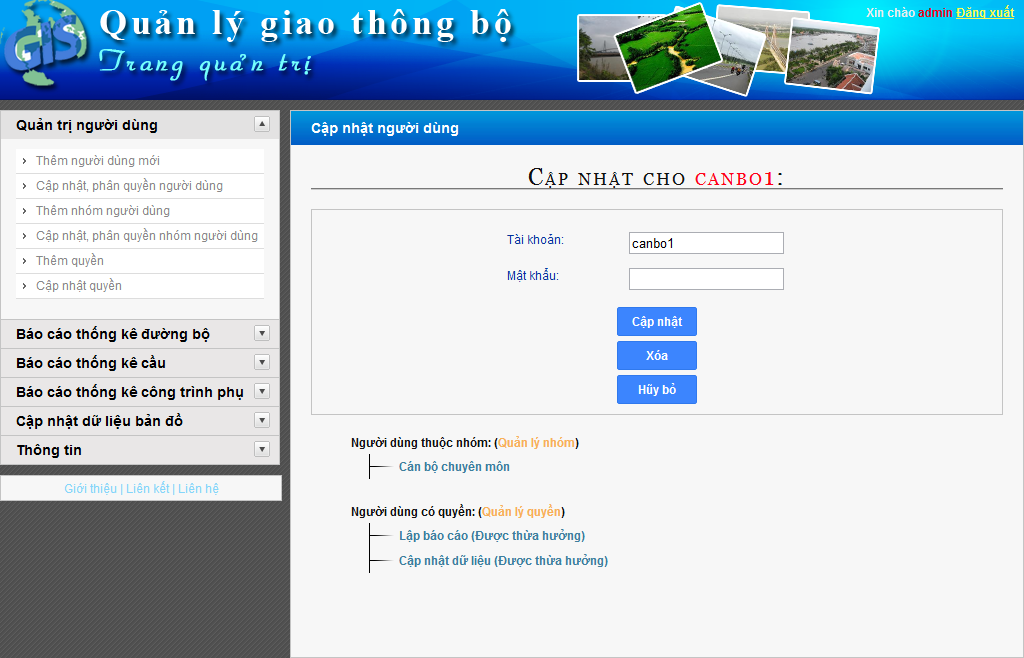 GIS
Quản lý giao thông bộ
Trang quản trị
Xin chào admin Đăng xuất
Quản trị người dùng
Thêm người dùng mới
Cập nhật, phân quyền người dùng
Thêm nhóm người dùng
Cập nhật, phân quyền nhóm người dùng
Thêm quyền
Cập nhật quyền
Báo cáo thống kê đường bộ
Báo cáo thống kê cầu
Báo cáo thống kê công trình phụ
Cập nhật dữ liệu bản đồ
Thông tin
Giới thiệu | Liên kết | Liên hệ
Cập nhật người dùng
Cập nhật cho canbo1:
Tài khoản: canbo1
Mật khẩu:
Cập nhật
Xóa
Hũy bỏ
Người dùng thuộc nhóm: (Quản lý nhóm)
Cán bộ chuyên môn
Người dùng có quyền: (Quản lý quyền)
Lập báo cáo (Được thừa hưởng)
Cập nhật dữ liệu (Được thừa hưởng)